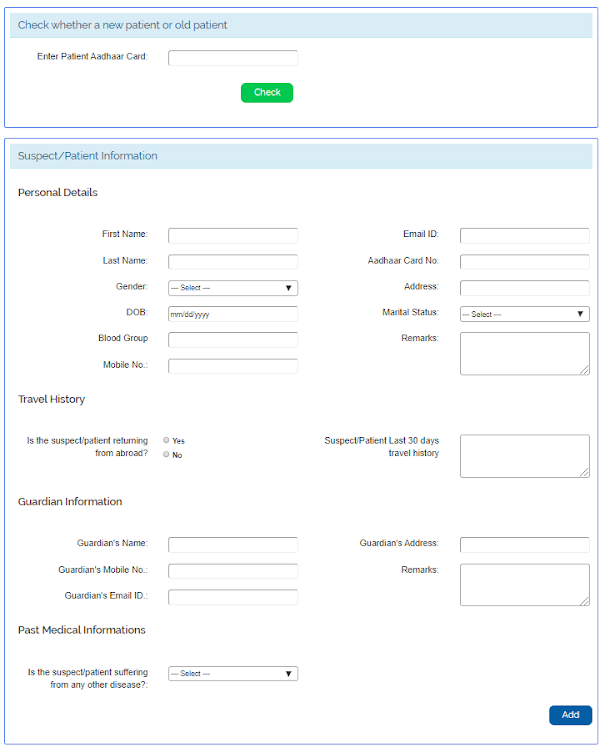 Check whether a new patient or old patient
Enter Patient Aadhaar Card:
Check
Suspect/Patient Information
Personal Details
First Name:
Email ID:
Last Name:
Aadhaar Card No:
Gender:
--- Select ---
Address:
DOB:
mm/dd/yyyy
Marital Status:
--- Select ---
Blood Group
Remarks:
Mobile No.:
Travel History
Is the suspect/patient returning
from abroad?
Yes
No
Suspect/Patient Last 30 days
travel history
Guardian Information
Guardian's Name:
Guardian's Address:
Guardian's Mobile No.:
Remarks:
Guardian's Email ID.:
Past Medical Informations
Is the suspect/patient suffering
from any other disease?:
--- Select ---
Add